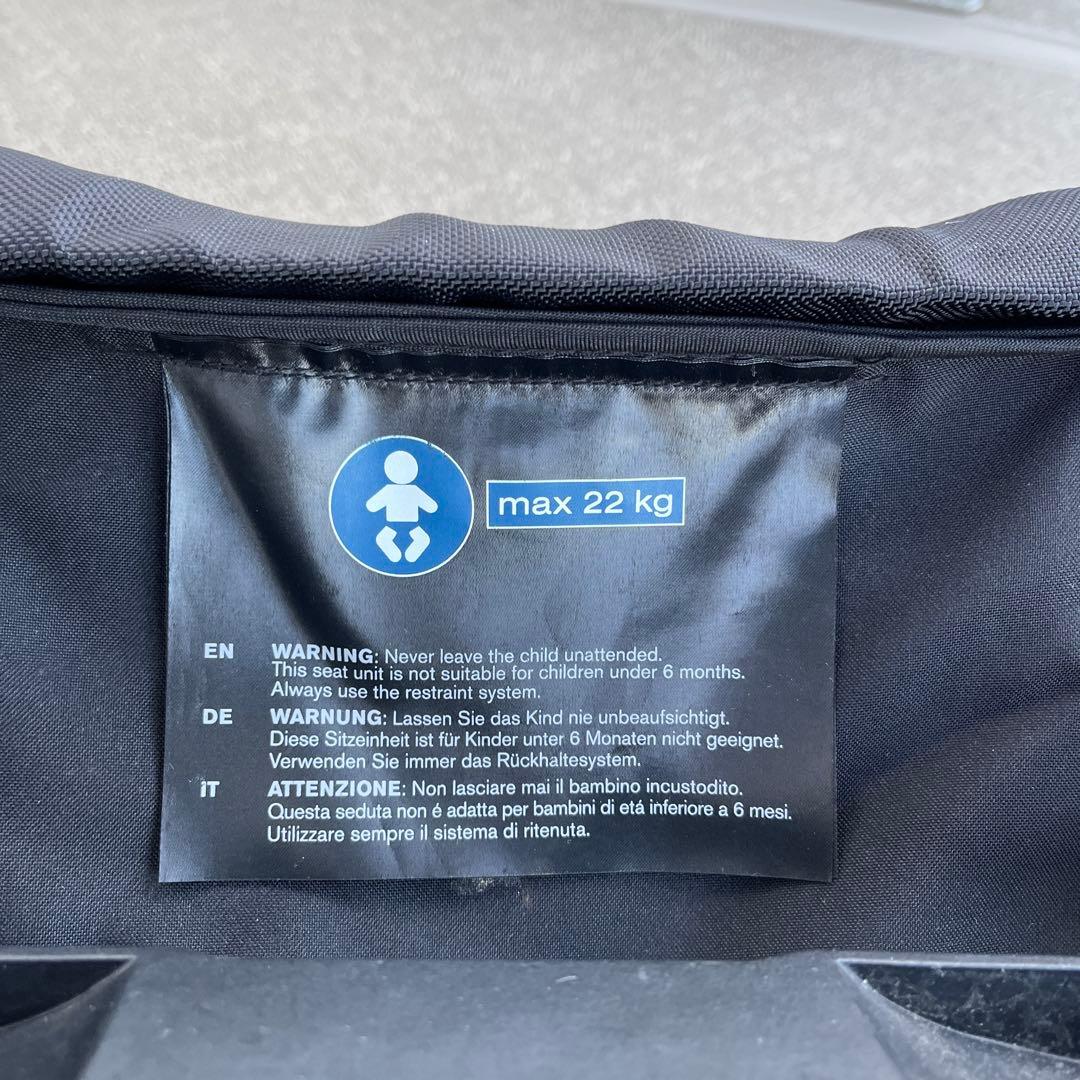 max 22 kg
EN WARNING: Never leave the child unattended.
This seat unit is not suitable for children under 6 months.
Always use the restraint system.
DE WARNUNG: Lassen Sie das Kind nie unbeaufsichtigt.
Diese Sitzeinheit ist für Kinder unter 6 Monaten nicht geeignet.
Verwenden Sie immer das Rückhaltesystem.
IT ATTENZIONE: Non lasciare mai il bambino incustodito.
Questa seduta non é adatta per bambini di etá inferiore a 6 mesi.
Utilizzare sempre il sistema di ritenuta.